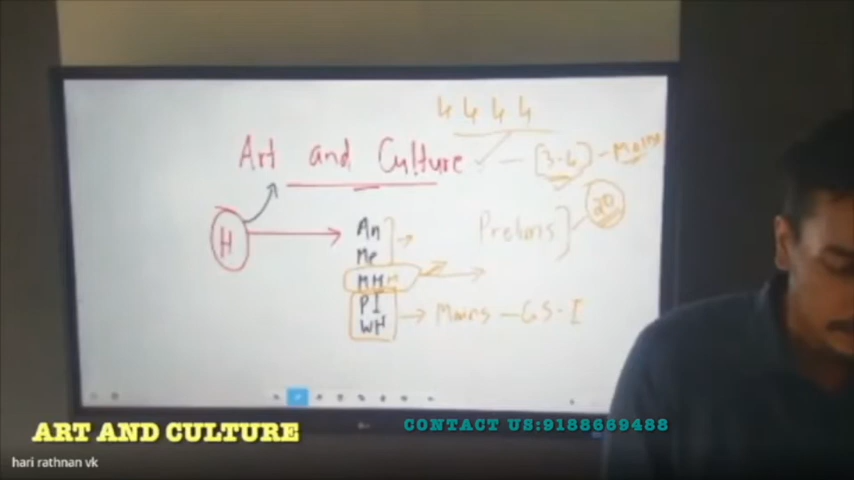 4 4 4 4
Art and Culture - [3-4] - Mains
H → An
Me
Prelims } 20
MHM →
PI
WH → Mains - GS-I
ART AND CULTURE
CONTACT US:9188669488
hari rathnan vk